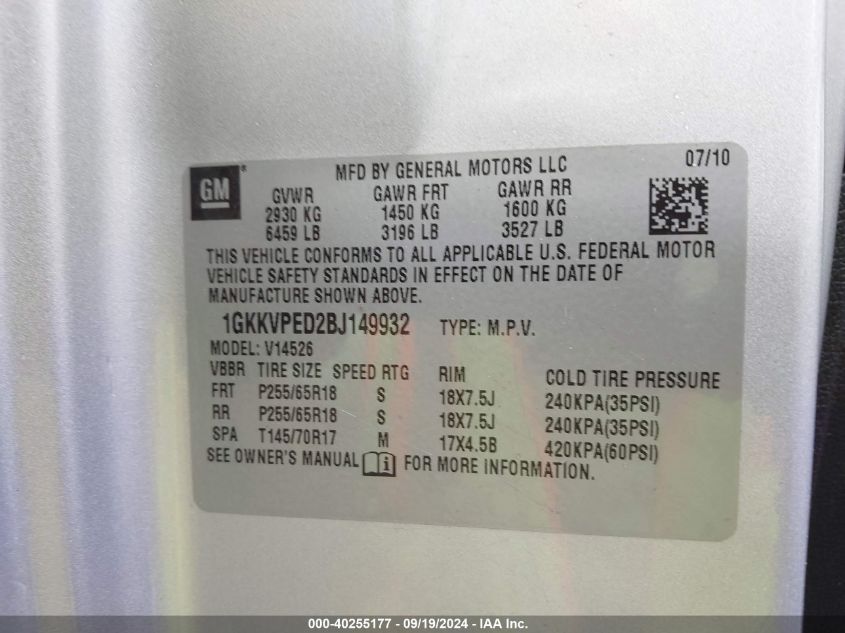 GM
MFD BY GENERAL MOTORS LLC 07/10
GVWR GAWR FRT GAWR RR
2930 KG 1450 KG 1600 KG
6459 LB 3196 LB 3527 LB
THIS VEHICLE CONFORMS TO ALL APPLICABLE U.S. FEDERAL MOTOR
VEHICLE SAFETY STANDARDS IN EFFECT ON THE DATE OF
MANUFACTURE SHOWN ABOVE.
1GKKVPED2BJ149932 TYPE: M.P.V.
MODEL: V14526
VBBR TIRE SIZE SPEED RTG RIM COLD TIRE PRESSURE
FRT P255/65R18 S 18X7.5J 240KPA(35PSI)
RR P255/65R18 S 18X7.5J 240KPA(35PSI)
SPA T145/70R17 M 17X4.5B 420KPA(60PSI)
SEE OWNER'S MANUAL i FOR MORE INFORMATION.
000-40255177 - 09/19/2024 - IAA Inc.